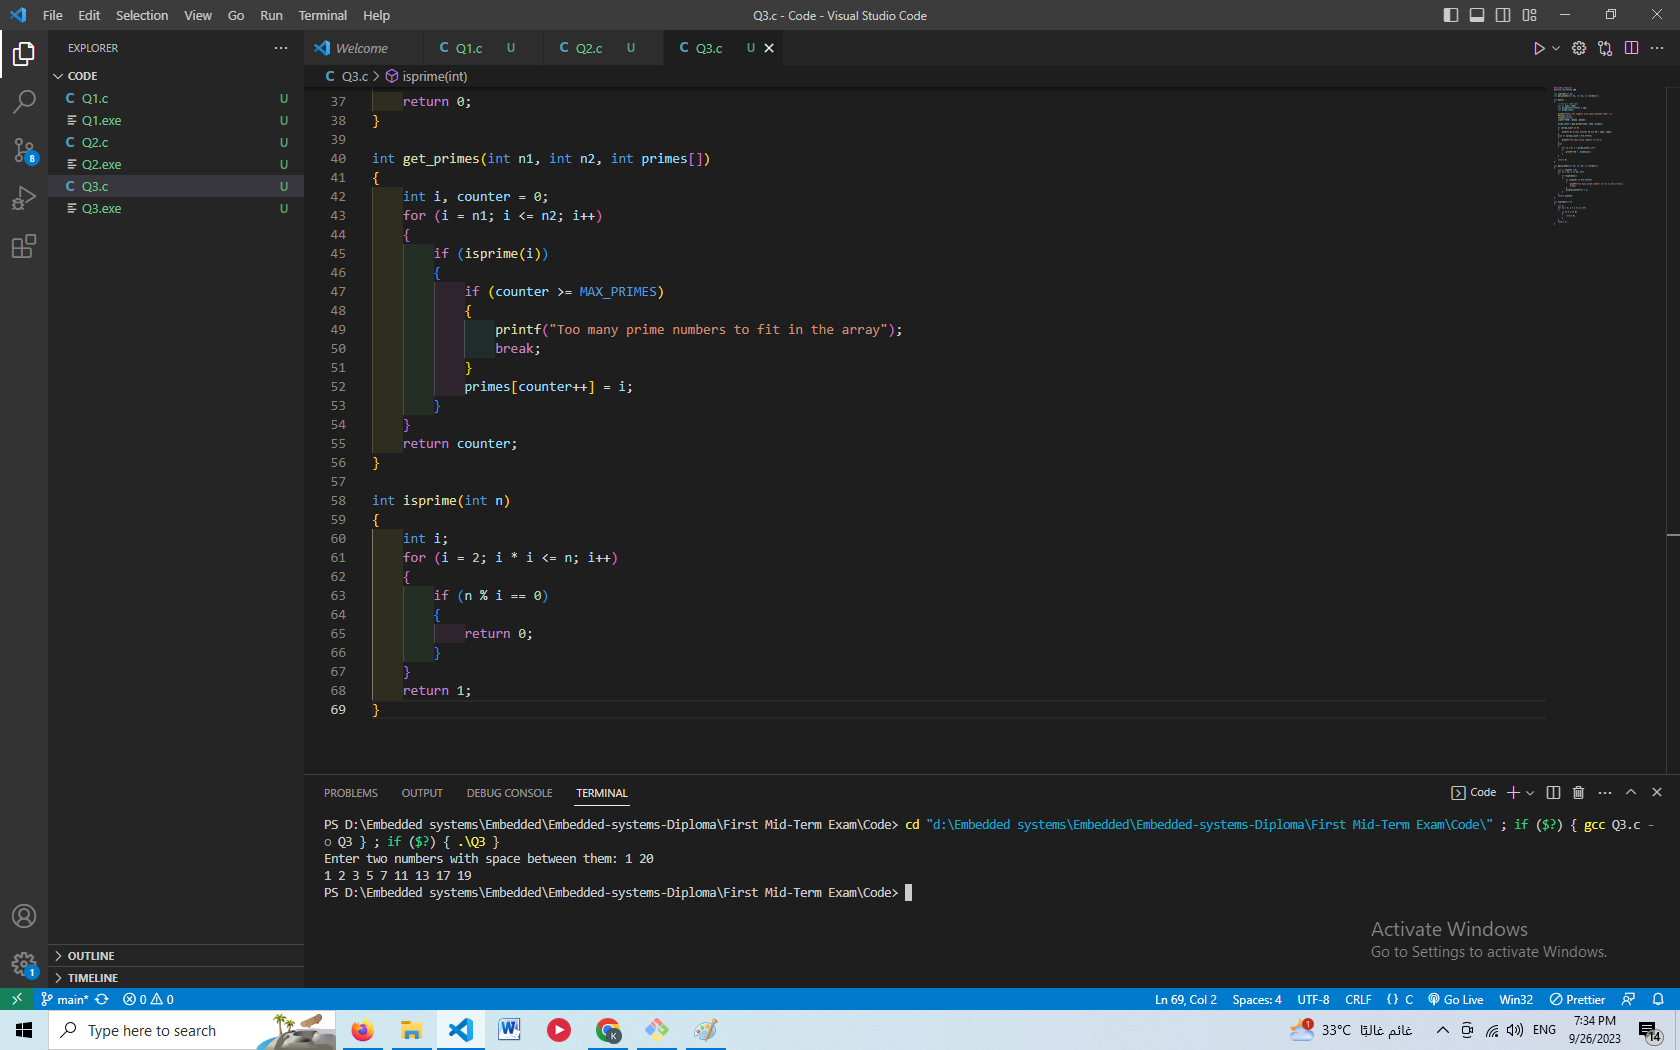 File Edit Selection View Go Run Terminal Help
Q3.c - Code - Visual Studio Code
EXPLORER
CODE
C Q1.c U
Q1.exe U
C Q2.c U
Q2.exe U
C Q3.c U
Q3.exe U
8
1
OUTLINE
TIMELINE
Welcome C Q1.c U C Q2.c U C Q3.c U
C Q3.c > isprime(int)
37 return 0;
38 }
39
40 int get_primes(int n1, int n2, int primes[])
41 {
42 int i, counter = 0;
43 for (i = n1; i <= n2; i++)
44 {
45 if (isprime(i))
46 {
47 if (counter >= MAX_PRIMES)
48 {
49 printf("Too many prime numbers to fit in the array");
50 break;
51 }
52 primes[counter++] = i;
53 }
54 }
55 return counter;
56 }
57
58 int isprime(int n)
59 {
60 int i;
61 for (i = 2; i * i <= n; i++)
62 {
63 if (n % i == 0)
64 {
65 return 0;
66 }
67 }
68 return 1;
69 }
PROBLEMS OUTPUT DEBUG CONSOLE TERMINAL
Code
PS D:\Embedded systems\Embedded\Embedded-systems-Diploma\First Mid-Term Exam\Code> cd "d:\Embedded systems\Embedded\Embedded-systems-Diploma\First Mid-Term Exam\Code\" ; if ($?) { gcc Q3.c -
o Q3 } ; if ($?) { .\Q3 }
Enter two numbers with space between them: 1 20
1 2 3 5 7 11 13 17 19
PS D:\Embedded systems\Embedded\Embedded-systems-Diploma\First Mid-Term Exam\Code>
Activate Windows
Go to Settings to activate Windows.
main* 0 0
Ln 69, Col 2 Spaces: 4 UTF-8 CRLF {} C Go Live Win32 Prettier
Type here to search
1 33°C غائم غالبًا ENG
7:34 PM
9/26/2023
14